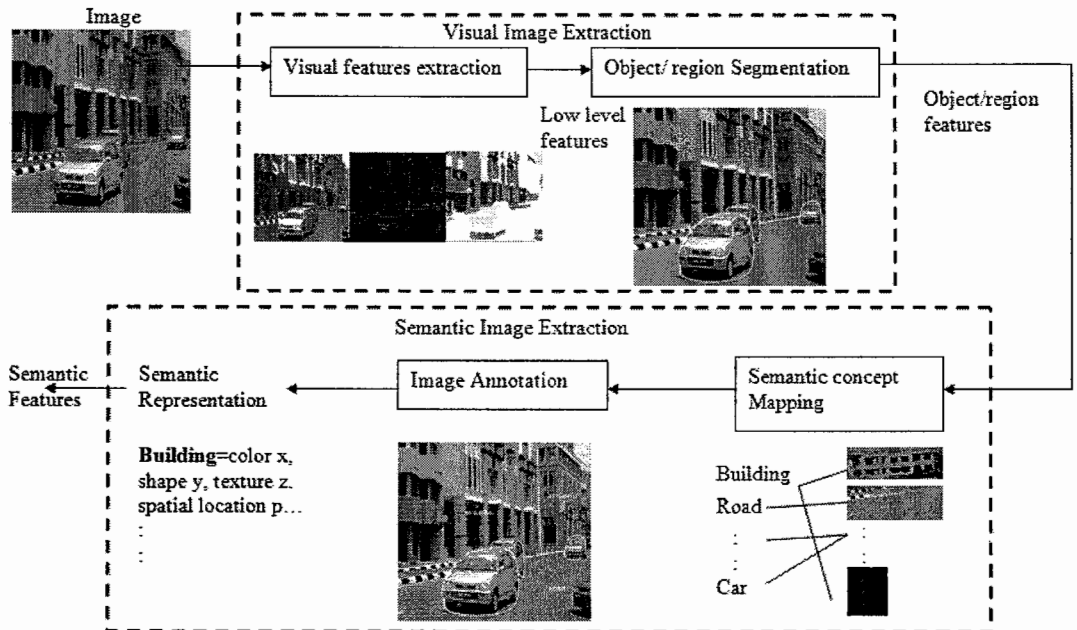 Image
Visual Image Extraction
Visual features extraction
Object/ region Segmentation
Object/region
features
Low level
features
Semantic Image Extraction
Semantic
Features
Semantic
Representation
Image Annotation
Semantic concept
Mapping
Building=color x,
shape y, texture z.
spatial location p...
:
:
Building
Road
:
:
Car